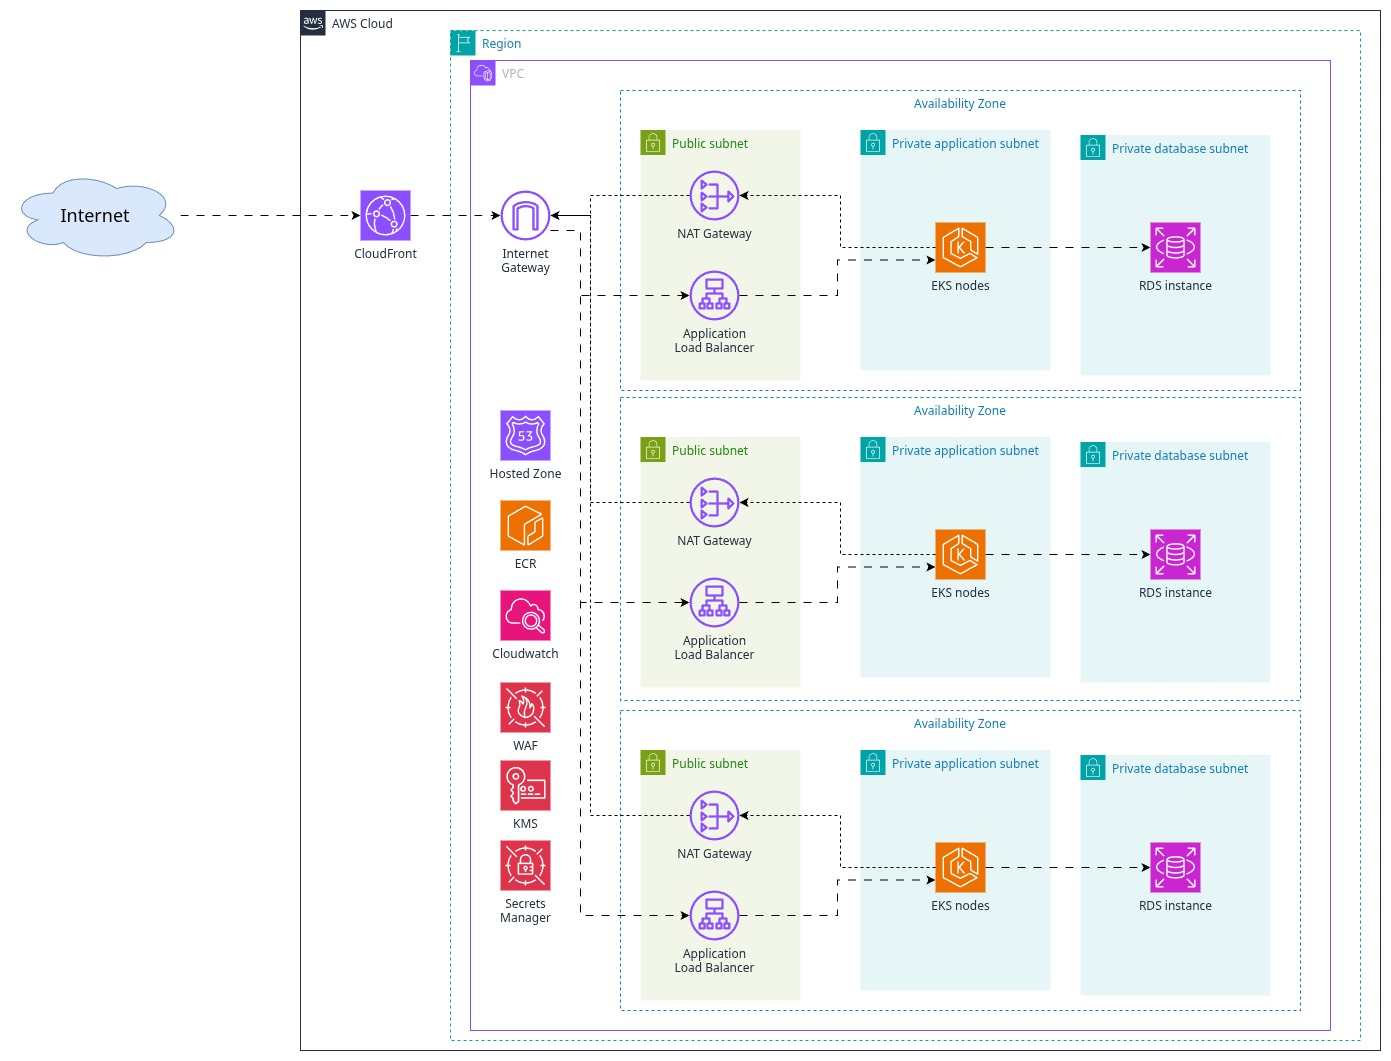 aws
AWS Cloud
Region
VPC
Internet
CloudFront
Internet
Gateway
Availability Zone
Public subnet
NAT Gateway
Application
Load Balancer
Private application subnet
EKS nodes
Private database subnet
RDS instance
53
Hosted Zone
ECR
Cloudwatch
WAF
KMS
Secrets
Manager
Availability Zone
Public subnet
NAT Gateway
Application
Load Balancer
Private application subnet
EKS nodes
Private database subnet
RDS instance
Availability Zone
Public subnet
NAT Gateway
Application
Load Balancer
Private application subnet
EKS nodes
Private database subnet
RDS instance